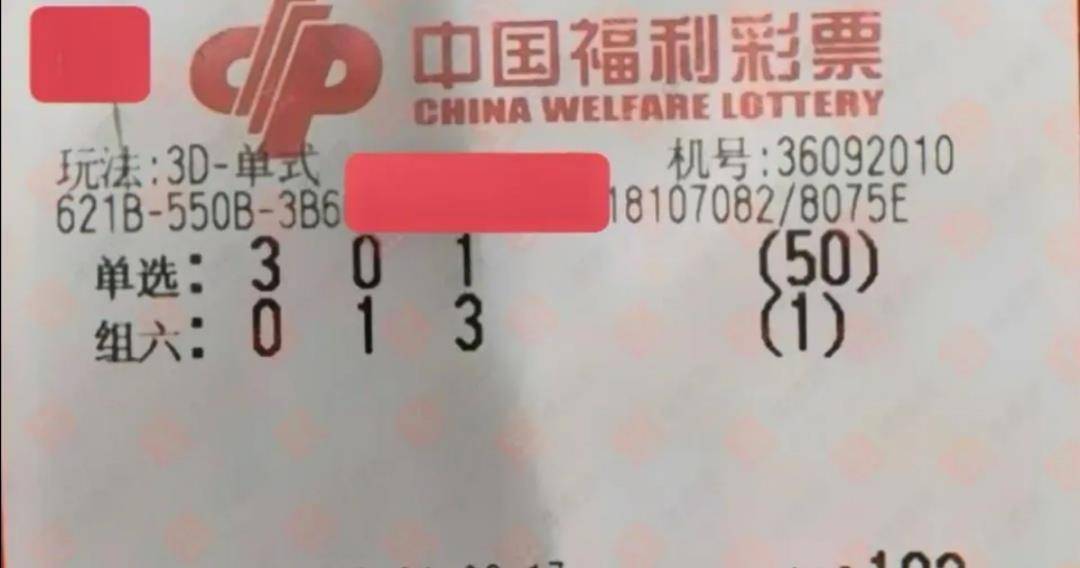 中国福利彩票
CHINA WELFARE LOTTERY
玩法:3D-单式 机号:36092010
621B-550B-3B6 18107082/8075E
单选: 3 0 1 (50)
组六: 0 1 3 (1)